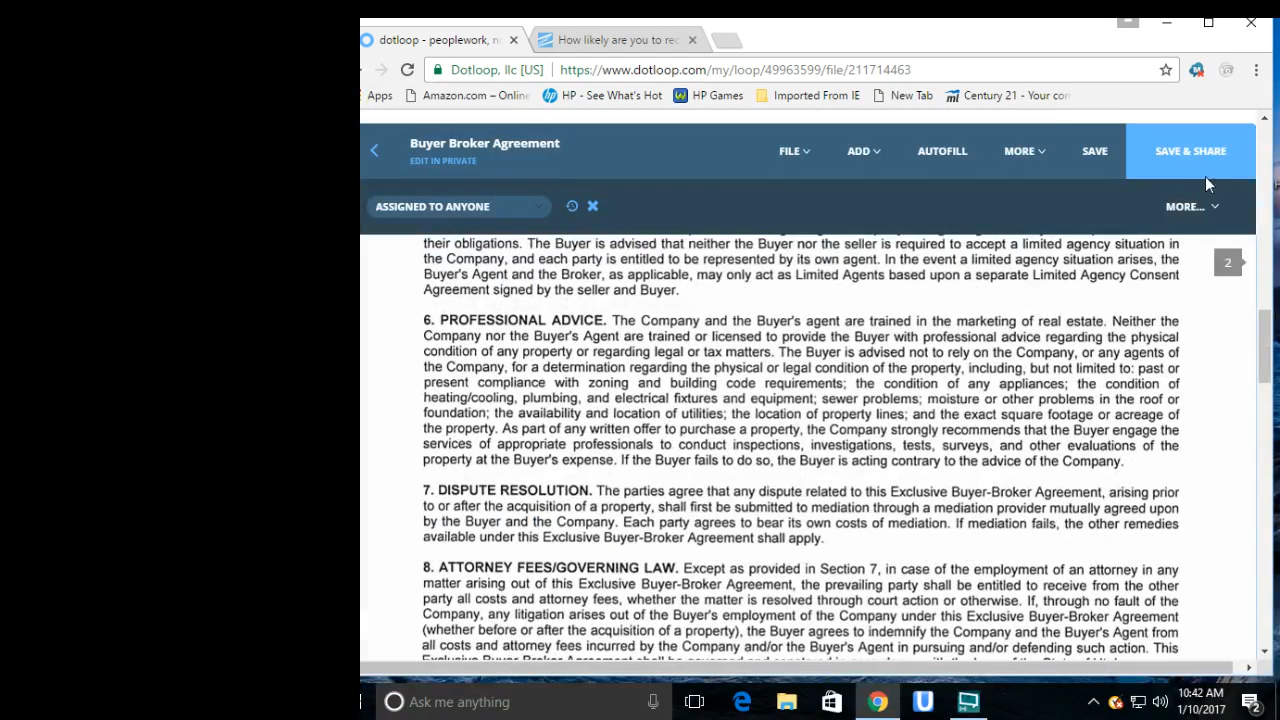 dotloop - peoplework, n
How likely are you to rec
Dotloop, llc [US]
https://www.dotloop.com/my/loop/49963599/file/211714463
Apps
Amazon.com – Online
HP - See What's Hot
HP Games
Imported From IE
New Tab
Century 21 - Your con
Buyer Broker Agreement
EDIT IN PRIVATE
FILE
ADD
AUTOFILL
MORE
SAVE
SAVE & SHARE
ASSIGNED TO ANYONE
MORE...
2
their obligations. The Buyer is advised that neither the Buyer nor the seller is required to accept a limited agency situation in
the Company, and each party is entitled to be represented by its own agent. In the event a limited agency situation arises, the
Buyer's Agent and the Broker, as applicable, may only act as Limited Agents based upon a separate Limited Agency Consent
Agreement signed by the seller and Buyer.
6. PROFESSIONAL ADVICE. The Company and the Buyer's agent are trained in the marketing of real estate. Neither the
Company nor the Buyer's Agent are trained or licensed to provide the Buyer with professional advice regarding the physical
condition of any property or regarding legal or tax matters. The Buyer is advised not to rely on the Company, or any agents of
the Company, for a determination regarding the physical or legal condition of the property, including, but not limited to: past or
present compliance with zoning and building code requirements; the condition of any appliances; the condition of
heating/cooling, plumbing, and electrical fixtures and equipment; sewer problems; moisture or other problems in the roof or
foundation; the availability and location of utilities; the location of property lines; and the exact square footage or acreage of
the property. As part of any written offer to purchase a property, the Company strongly recommends that the Buyer engage the
services of appropriate professionals to conduct inspections, investigations, tests, surveys, and other evaluations of the
property at the Buyer's expense. If the Buyer fails to do so, the Buyer is acting contrary to the advice of the Company.
7. DISPUTE RESOLUTION. The parties agree that any dispute related to this Exclusive Buyer-Broker Agreement, arising prior
to or after the acquisition of a property, shall first be submitted to mediation through a mediation provider mutually agreed upon
by the Buyer and the Company. Each party agrees to bear its own costs of mediation. If mediation fails, the other remedies
available under this Exclusive Buyer-Broker Agreement shall apply.
8. ATTORNEY FEES/GOVERNING LAW. Except as provided in Section 7, in case of the employment of an attorney in any
matter arising out of this Exclusive Buyer-Broker Agreement, the prevailing party shall be entitled to receive from the other
party all costs and attorney fees, whether the matter is resolved through court action or otherwise. If, through no fault of the
Company, any litigation arises out of the Buyer's employment of the Company under this Exclusive Buyer-Broker Agreement
(whether before or after the acquisition of a property), the Buyer agrees to indemnify the Company and the Buyer's Agent from
all costs and attorney fees incurred by the Company and/or the Buyer's Agent in pursuing and/or defending such action. This
Ask me anything
10:42 AM
1/10/2017
2